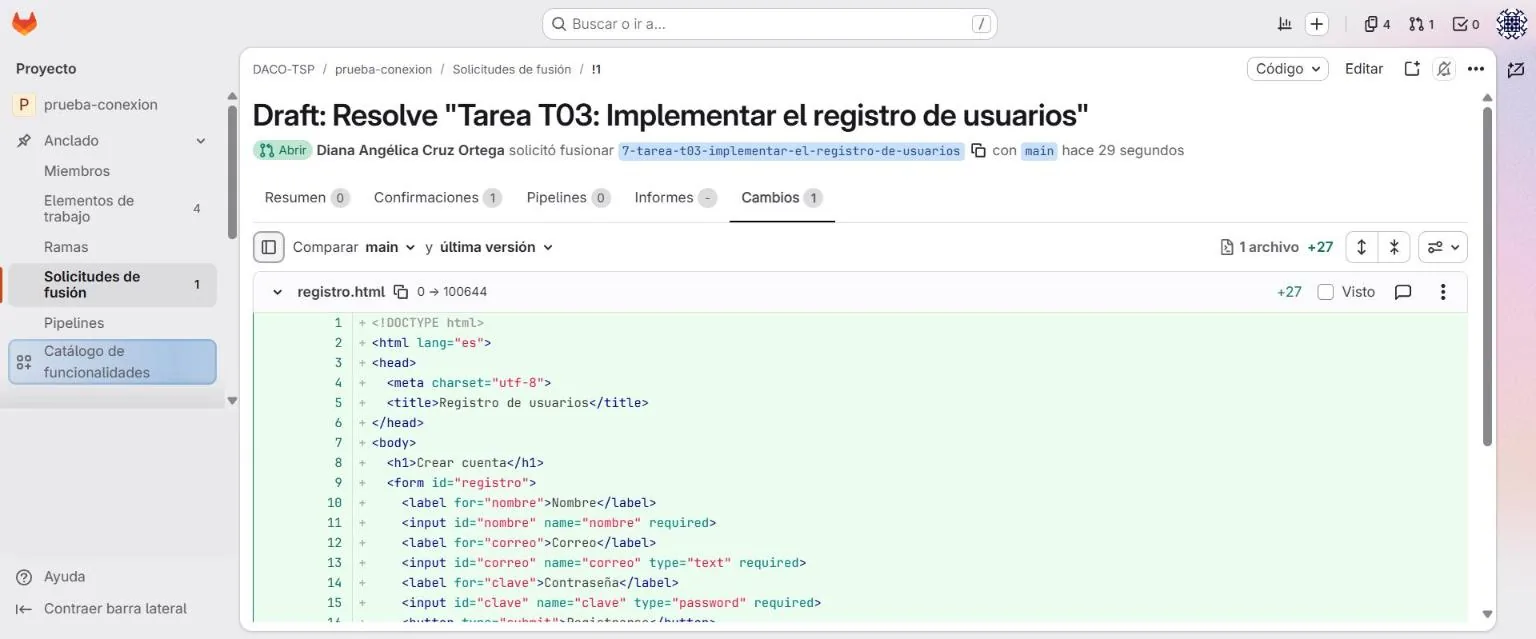 Buscar o ir a...
/
4
1
0
Proyecto
P prueba-conexion
Anclado
Miembros
Elementos de
trabajo
4
Ramas
Solicitudes de
fusión
1
Pipelines
Catálogo de
funcionalidades
Ayuda
Contraer barra lateral
DACO-TSP / prueba-conexion / Solicitudes de fusión / !1
Código
Editar
Draft: Resolve "Tarea T03: Implementar el registro de usuarios"
Abrir Diana Angélica Cruz Ortega solicitó fusionar 7-tarea-t03-implementar-el-registro-de-usuarios con main hace 29 segundos
Resumen 0 Confirmaciones 1 Pipelines 0 Informes - Cambios 1
Comparar main y última versión
1 archivo +27
registro.html 0 → 100644
+27 Visto
1 + <!DOCTYPE html>
2 + <html lang="es">
3 + <head>
4 +   <meta charset="utf-8">
5 +   <title>Registro de usuarios</title>
6 + </head>
7 + <body>
8 +   <h1>Crear cuenta</h1>
9 +   <form id="registro">
10 +     <label for="nombre">Nombre</label>
11 +     <input id="nombre" name="nombre" required>
12 +     <label for="correo">Correo</label>
13 +     <input id="correo" name="correo" type="text" required>
14 +     <label for="clave">Contraseña</label>
15 +     <input id="clave" name="clave" type="password" required>
16 +     <button type="submit">Registrarse</button>